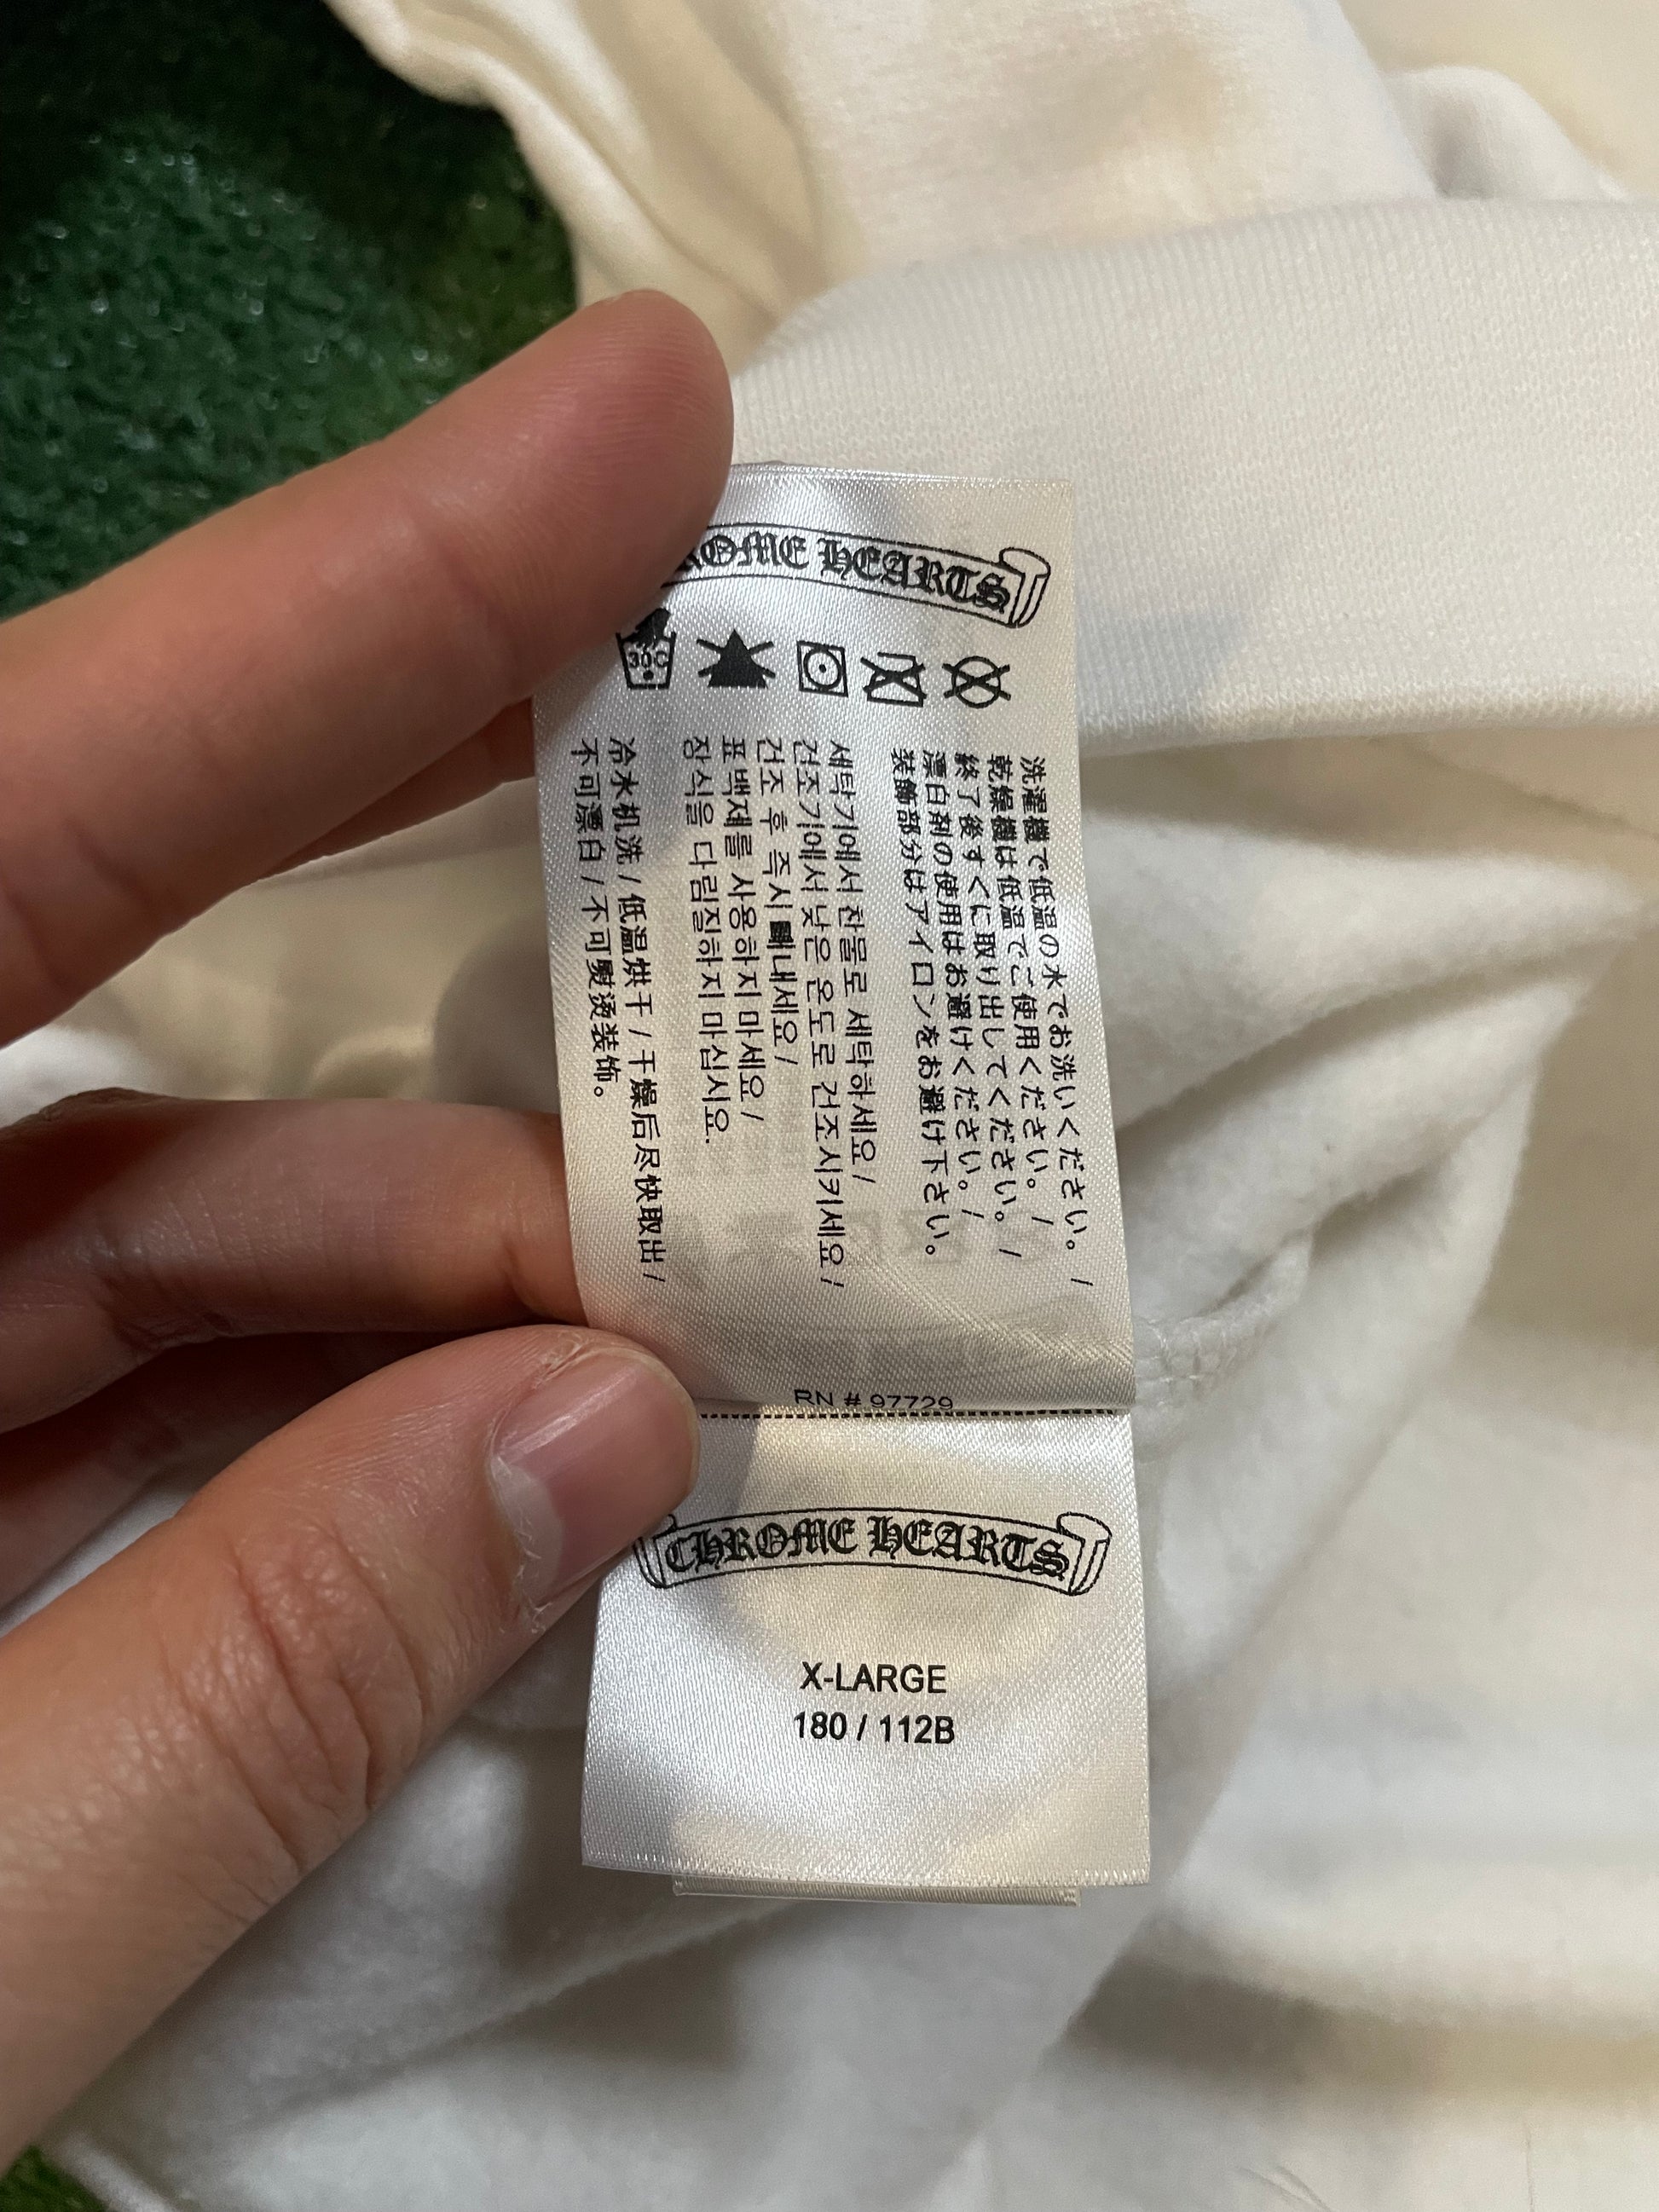 CHROME HEARTS
30C
洗濯機で低温の水でお洗いください。 /
乾燥機は低温でご使用ください。 /
終了後すぐに取り出してください。 /
漂白剤の使用はお避けください。 /
装飾部分はアイロンをお避け下さい。
세탁기에서 찬물로 세탁하세요 /
건조기에서 낮은 온도로 건조시키세요 /
건조 후 즉시 빼내세요 /
표백제를 사용하지 마세요 /
장식을 다림질하지 마십시요.
冷水机洗 / 低温烘干 / 干燥后尽快取出 /
不可漂白 / 不可熨烫装饰。
RN # 97729
CHROME HEARTS
X-LARGE
180 / 112B